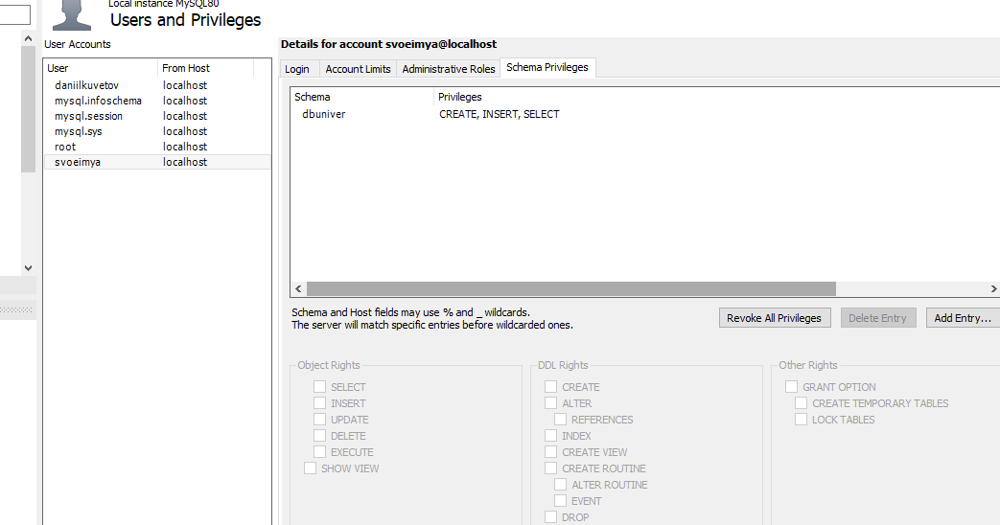 Local instance MySQL80
Users and Privileges
User Accounts
User From Host
daniilkuvetov localhost
mysql.infoschema localhost
mysql.session localhost
mysql.sys localhost
root localhost
svoeimya localhost
Details for account svoeimya@localhost
Login Account Limits Administrative Roles Schema Privileges
Schema Privileges
dbuniver CREATE, INSERT, SELECT
Schema and Host fields may use % and _ wildcards.
The server will match specific entries before wildcarded ones.
Revoke All Privileges Delete Entry Add Entry...
Object Rights
SELECT
INSERT
UPDATE
DELETE
EXECUTE
SHOW VIEW
DDL Rights
CREATE
ALTER
REFERENCES
INDEX
CREATE VIEW
CREATE ROUTINE
ALTER ROUTINE
EVENT
DROP
Other Rights
GRANT OPTION
CREATE TEMPORARY TABLES
LOCK TABLES